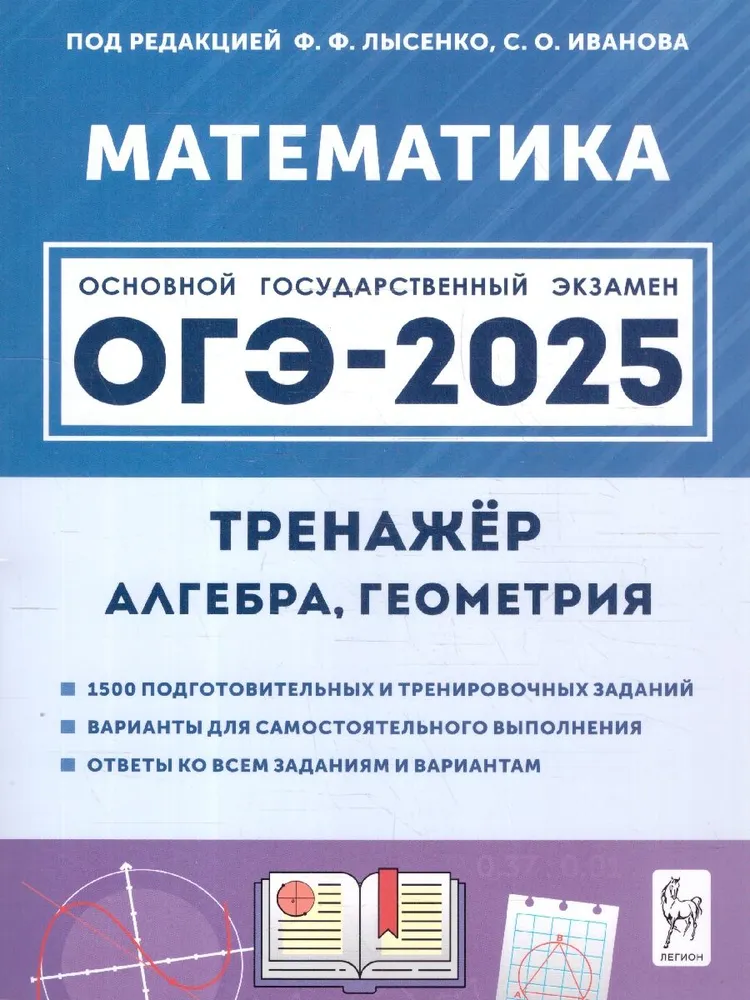 ПОД РЕДАКЦИЕЙ Ф. Ф. ЛЫСЕНКО, С. О. ИВАНОВА
МАТЕМАТИКА
ОСНОВНОЙ ГОСУДАРСТВЕННЫЙ ЭКЗАМЕН
ОГЭ-2025
ТРЕНАЖЁР
АЛГЕБРА, ГЕОМЕТРИЯ
1500 ПОДГОТОВИТЕЛЬНЫХ И ТРЕНИРОВОЧНЫХ ЗАДАНИЙ
ВАРИАНТЫ ДЛЯ САМОСТОЯТЕЛЬНОГО ВЫПОЛНЕНИЯ
ОТВЕТЫ КО ВСЕМ ЗАДАНИЯМ И ВАРИАНТАМ
B
ЛЕГИОН